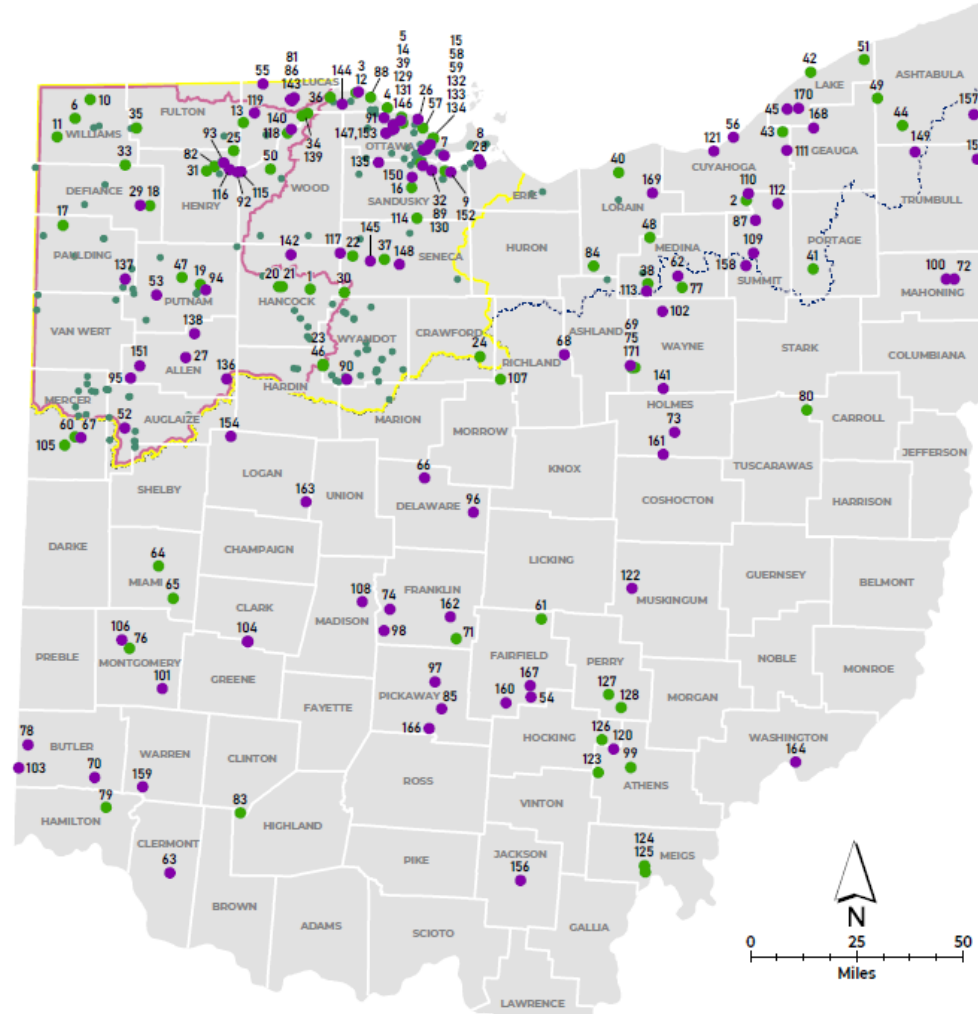 51
42
5
14
39
129
131
146
15
58
59
132
133
134
81
86
143
3
12
55
LUCAS
144
88
LAKE
ASHTABULA
10
36
4
26
57
49
170
157
6
FULTON
119
91
45
44
168
11
35
13
140
8
56
43
WILLIAMS
118
34
139
147,153
OTTAWA
7
28
121
GEAUGA
149
93
25
135
40
CUYAHOGA
111
15
33
82
50
WOOD
150
DEFIANCE
31
16
SANDUSKY
32
89
130
9
152
ERIE
169
110
112
TRUMBULL
29
18
HENRY
116
92
115
LORAIN
2
17
114
87
145
48
PORTAGE
142
117
22
37
148
SENECA
HURON
MEDINA
109
PAULDING
137
47
19
94
84
62
158
41
100
72
53
PUTNAM
20
21
1
30
38
SUMMIT
MAHONING
HANCOCK
113
77
138
23
46
WYANDOT
CRAWFORD
ASHLAND
102
VAN WERT
69
75
171
WAYNE
STARK
COLUMBIANA
151
27
24
68
95
ALLEN
136
90
RICHLAND
HARDIN
107
141
MERCER
HOLMES
80
52
AUGLAIZE
MARION
CARROLL
60
67
154
MORROW
73
105
161
JEFFERSON
KNOX
TUSCARAWAS
LOGAN
66
SHELBY
163
UNION
COSHOCTON
HARRISON
DELAWARE
96
DARKE
CHAMPAIGN
LICKING
64
GUERNSEY
MIAMI
BELMONT
65
CLARK
108
74
FRANKLIN
122
MUSKINGUM
MADISON
162
61
106
76
104
98
71
PREBLE
FAIRFIELD
PERRY
NOBLE
MONTGOMERY
MONROE
101
GREENE
97
167
127
MORGAN
FAYETTE
PICKAWAY
85
160
54
128
166
78
126
120
WASHINGTON
BUTLER
WARREN
CLINTON
HOCKING
164
103
70
159
ROSS
123
99
ATHENS
79
83
VINTON
HAMILTON
HIGHLAND
CLERMONT
124
125
MEIGS
63
PIKE
JACKSON
156
BROWN
ADAMS
SCIOTO
GALLIA
N
0
25
50
Miles
LAWRENCE